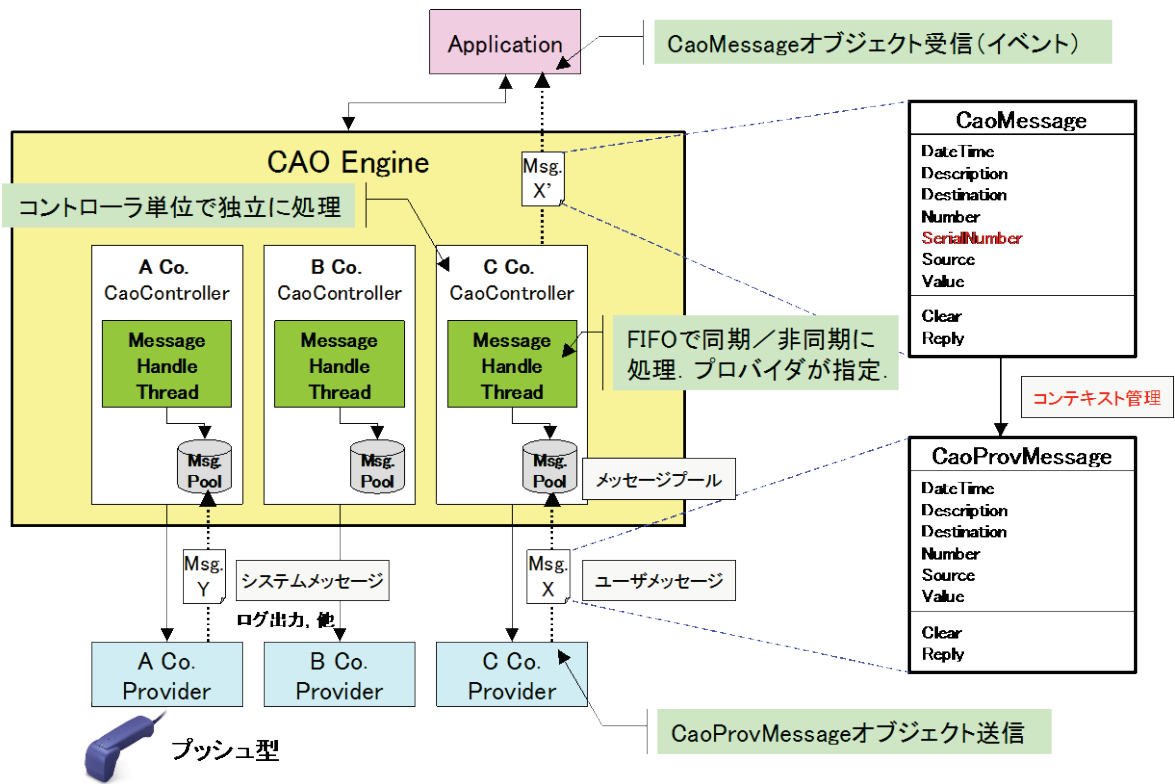 Application
CaoMessageオブジェクト受信(イベント)
CAO Engine
Msg.
X’
コントローラ単位で独立に処理
A Co.
CaoController
B Co.
CaoController
C Co.
CaoController
Message
Handle
Thread
Message
Handle
Thread
Message
Handle
Thread
FIFOで同期/非同期に
処理. プロバイダが指定.
Msg.
Pool
Msg.
Pool
Msg.
Pool
メッセージプール
Msg.
Y
システムメッセージ
ログ出力, 他
Msg.
X
ユーザメッセージ
A Co.
Provider
B Co.
Provider
C Co.
Provider
プッシュ型
CaoProvMessageオブジェクト送信
CaoMessage
DateTime
Description
Destination
Number
SerialNumber
Source
Value
Clear
Reply
コンテキスト管理
CaoProvMessage
DateTime
Description
Destination
Number
Source
Value
Clear
Reply